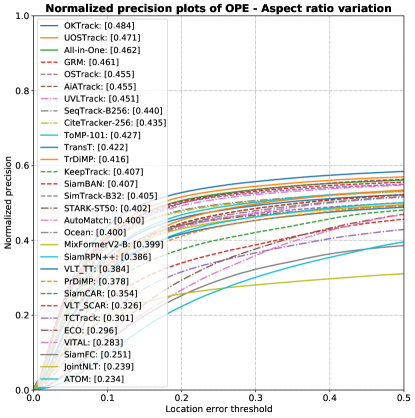 Normalized precision plots of OPE - Aspect ratio variation
1.0
0.8
0.6
0.4
0.2
0.0
Normalized precision
OKTrack: [0.484]
UOSTrack: [0.471]
All-in-One: [0.462]
GRM: [0.461]
OSTrack: [0.455]
AiATrack: [0.455]
UVLTrack: [0.451]
SeqTrack-B256: [0.440]
CiteTracker-256: [0.435]
ToMP-101: [0.427]
TransT: [0.422]
TrDiMP: [0.416]
KeepTrack: [0.407]
SiamBAN: [0.407]
SimTrack-B32: [0.405]
STARK-ST50: [0.402]
AutoMatch: [0.400]
Ocean: [0.400]
MixFormerV2-B: [0.399]
SiamRPN++: [0.386]
VLT_TT: [0.384]
PrDiMP: [0.378]
SiamCAR: [0.354]
VLT_SCAR: [0.326]
TCTrack: [0.301]
ECO: [0.296]
VITAL: [0.283]
SiamFC: [0.251]
JointNLT: [0.239]
ATOM: [0.234]
0.0 0.1 0.2 0.3 0.4 0.5
Location error threshold